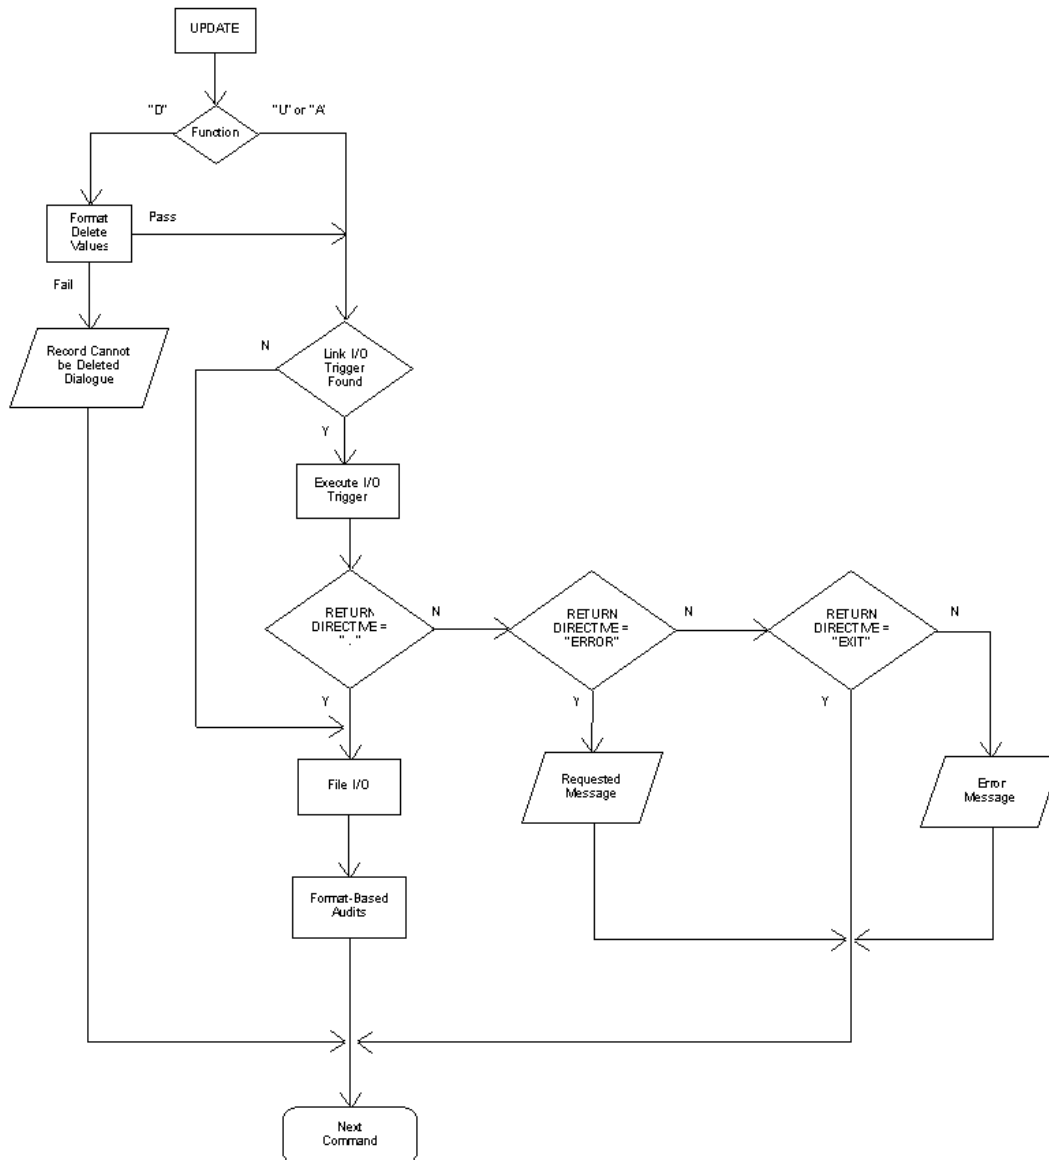 UPDATE
"D"
"U" or "A'
Function
Format
Delete
Values
Pass
Fail
Record Cannot
be Deleted
Dialogue
N
Link I/O
Trigger
Found
Y
Execute I/O
Trigger
RETURN
DIRECTIVE =
". "
N
RETURN
DIRECTIVE =
"ERROR"
N
RETURN
DIRECTIVE =
"EXIT"
N
Y
Y
Y
File I/O
Requested
Message
Error
Message
Format-Based
Audits
Next
Command